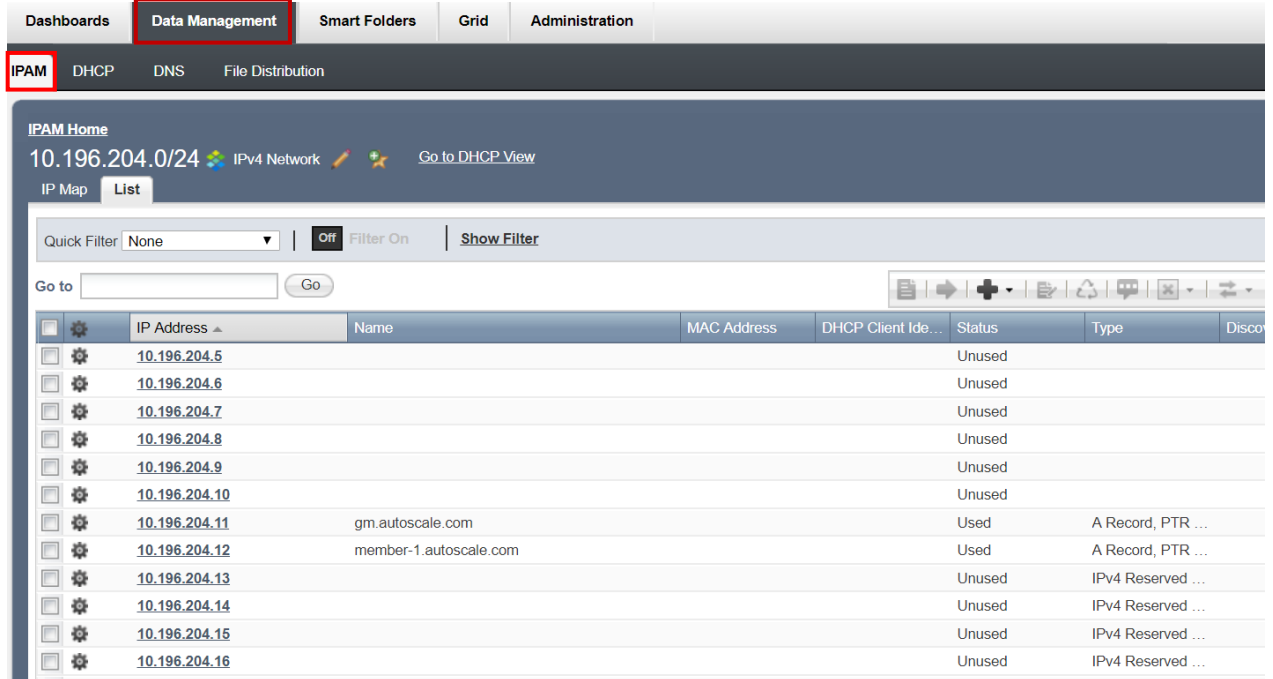 Dashboards Data Management Smart Folders Grid Administration
IPAM DHCP DNS File Distribution
IPAM Home
10.196.204.0/24 IPv4 Network Go to DHCP View
IP Map List
Quick Filter None Off Filter On Show Filter
Go to Go
IP Address Name MAC Address DHCP Client Ide... Status Type Disco
10.196.204.5 Unused
10.196.204.6 Unused
10.196.204.7 Unused
10.196.204.8 Unused
10.196.204.9 Unused
10.196.204.10 Unused
10.196.204.11 gm.autoscale.com Used A Record, PTR ...
10.196.204.12 member-1.autoscale.com Used A Record, PTR ...
10.196.204.13 Unused IPv4 Reserved ...
10.196.204.14 Unused IPv4 Reserved ...
10.196.204.15 Unused IPv4 Reserved ...
10.196.204.16 Unused IPv4 Reserved ...